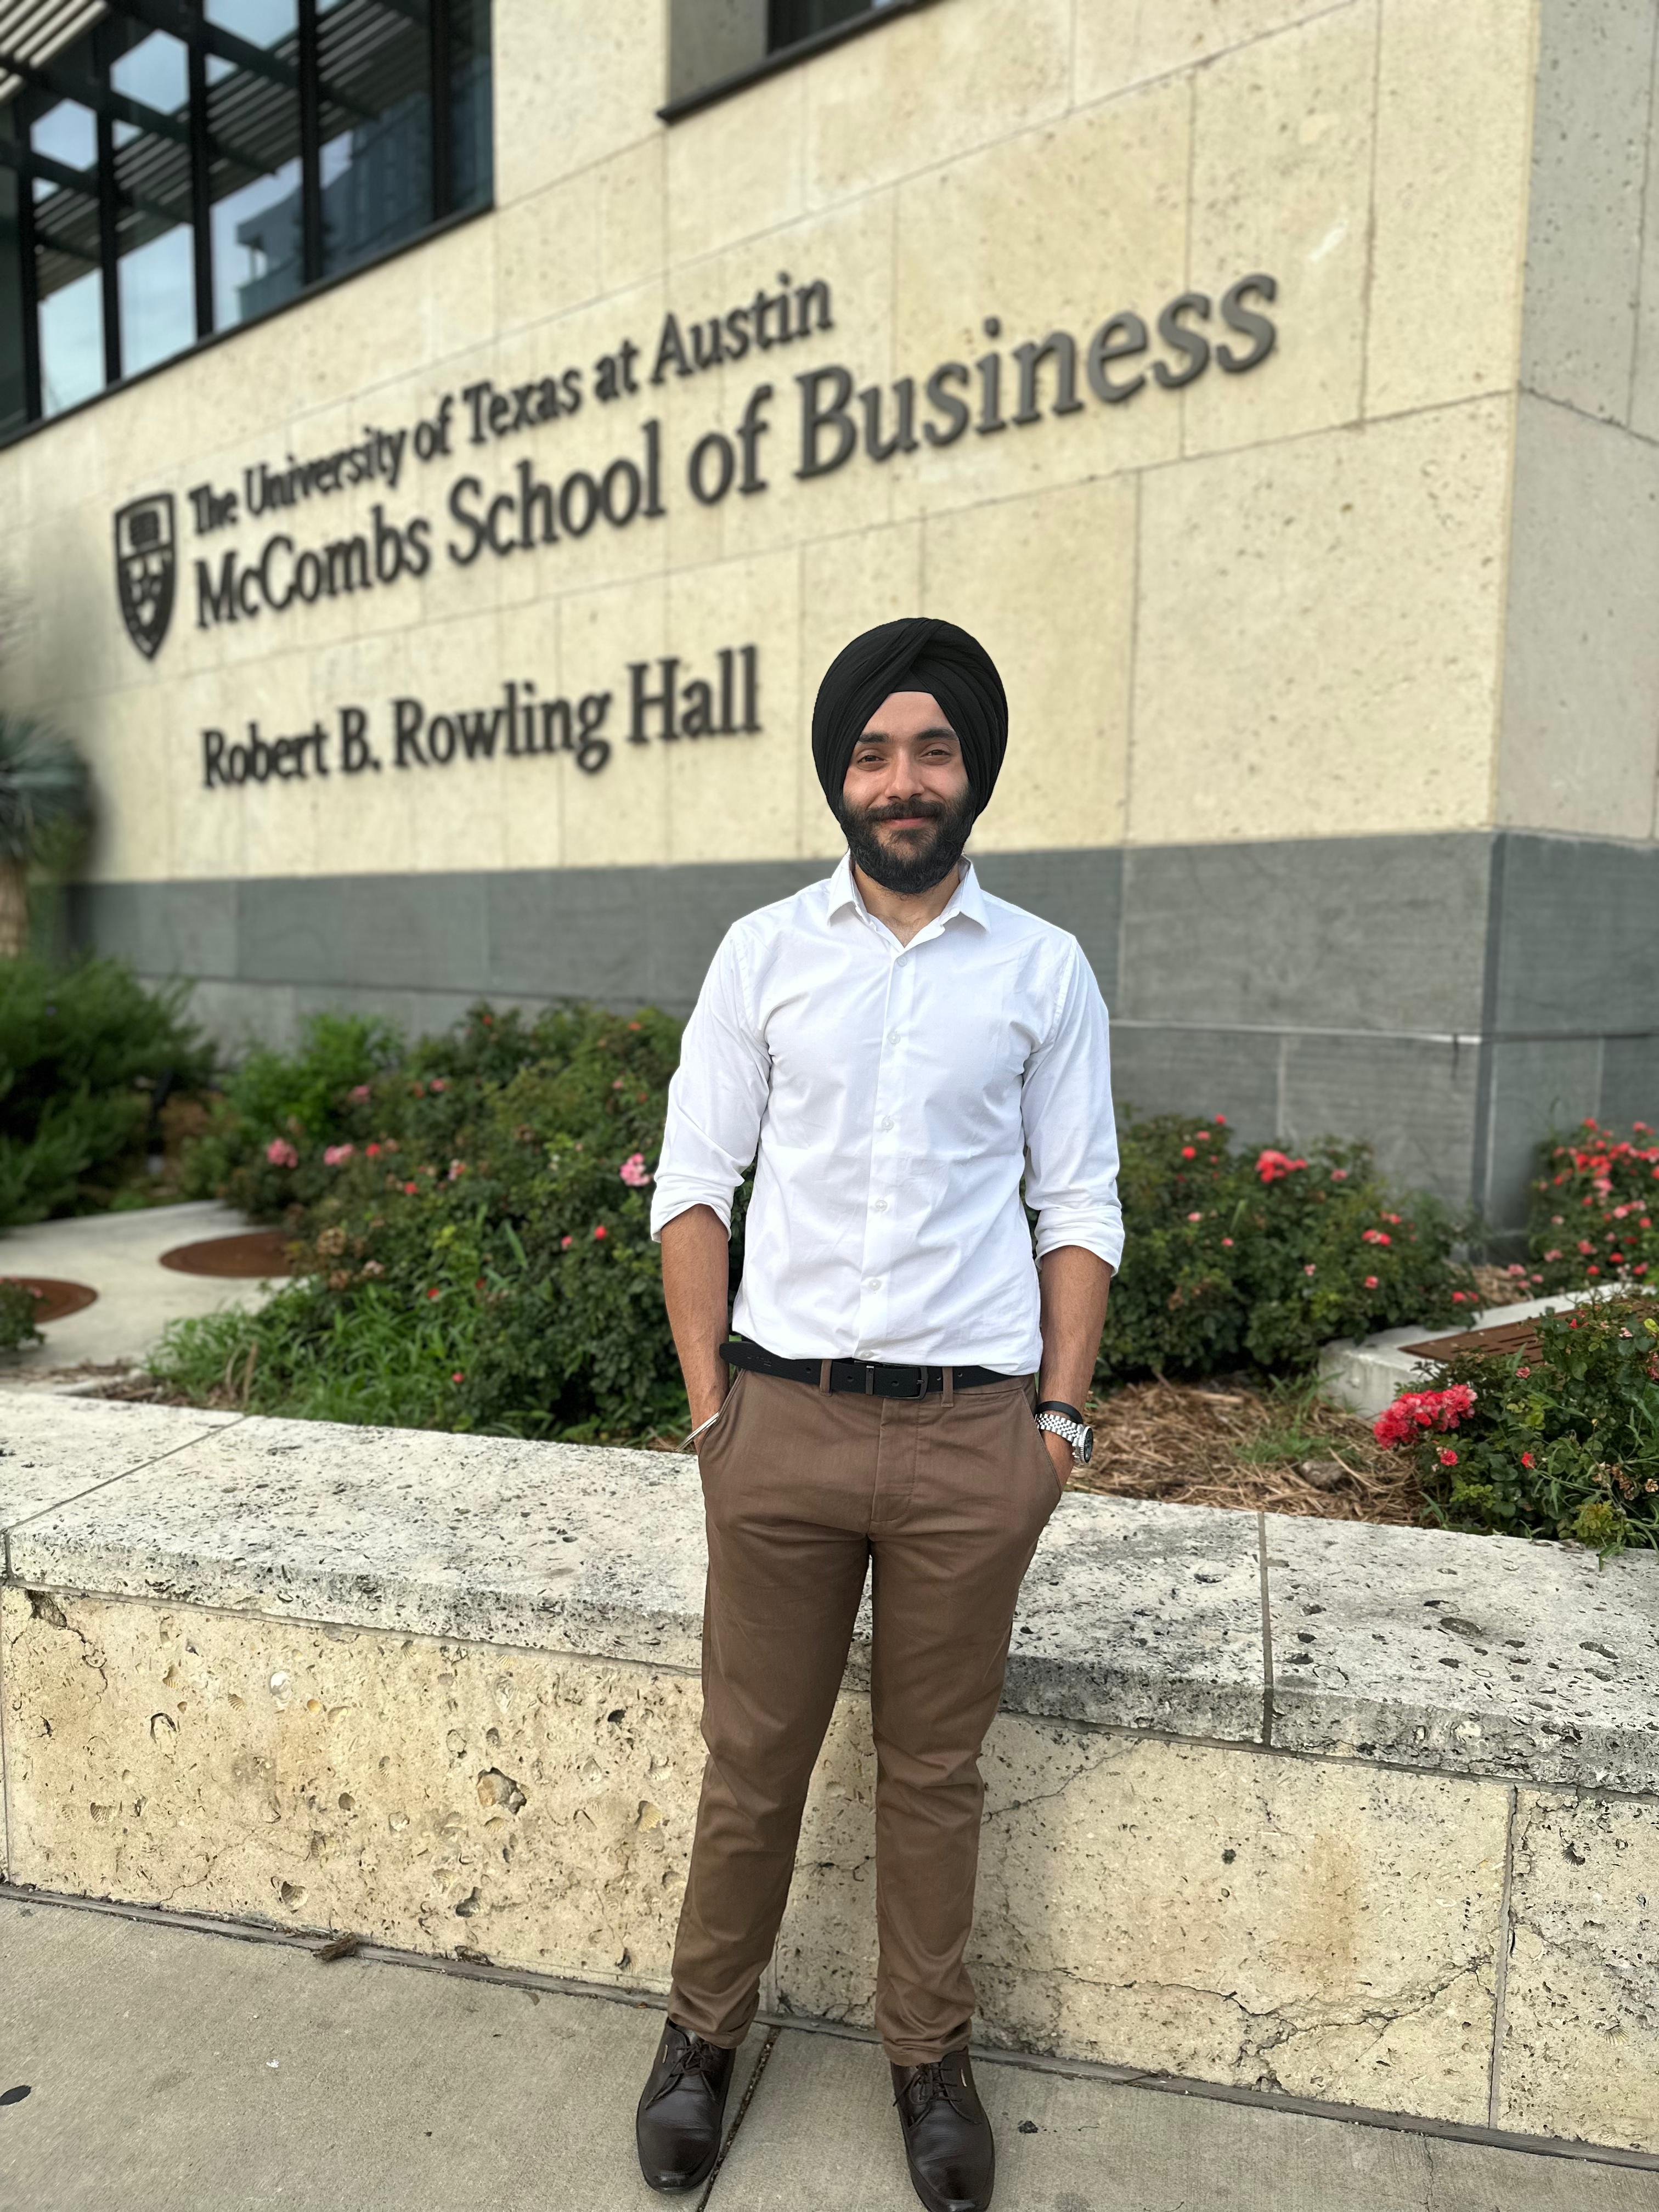 The University of Texas at Austin
McCombs School of Business
Robert B. Rowling Hall